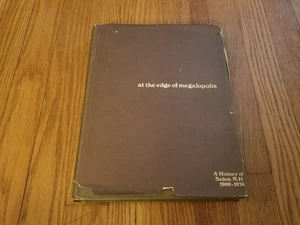 at the edge of megalopolis
A History of
Salem N.H.
1900-1974